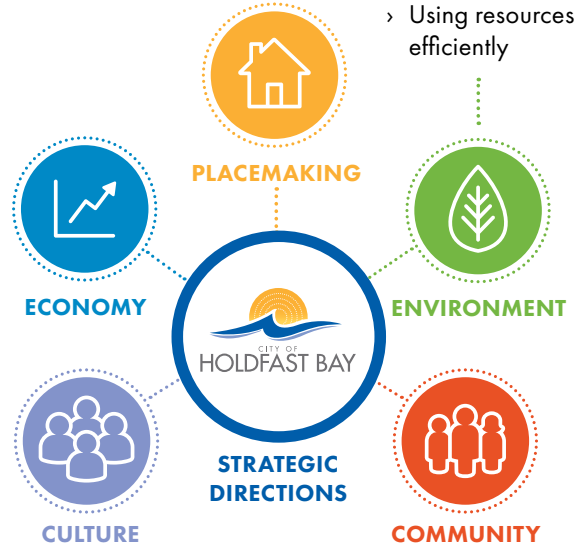 › Using resources
efficiently
PLACEMAKING
ECONOMY
ENVIRONMENT
CITY OF
HOLDFAST BAY
STRATEGIC
DIRECTIONS
CULTURE
COMMUNITY